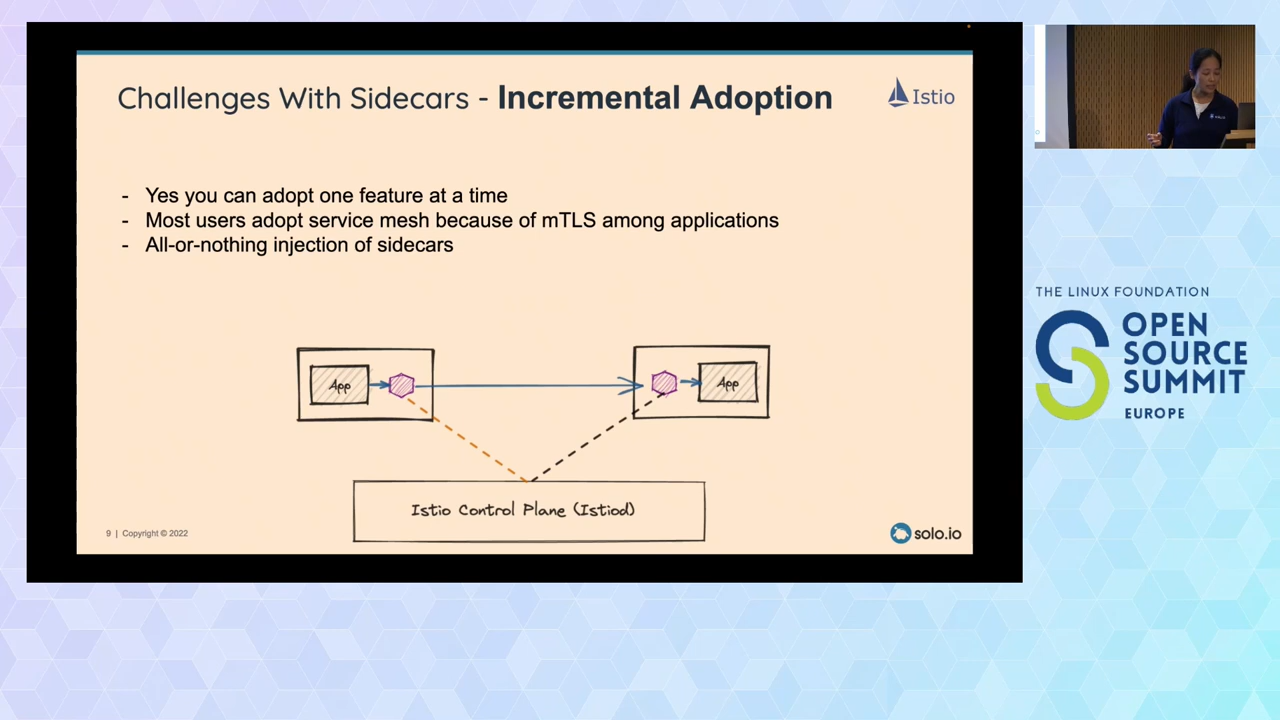 Challenges With Sidecars - Incremental Adoption
Istio
- Yes you can adopt one feature at a time
- Most users adopt service mesh because of mTLS among applications
- All-or-nothing injection of sidecars
App
App
Istio Control Plane (Istiod)
9 | Copyright © 2022
solo.io
THE LINUX FOUNDATION
OPEN
SOURCE
SUMMIT
EUROPE